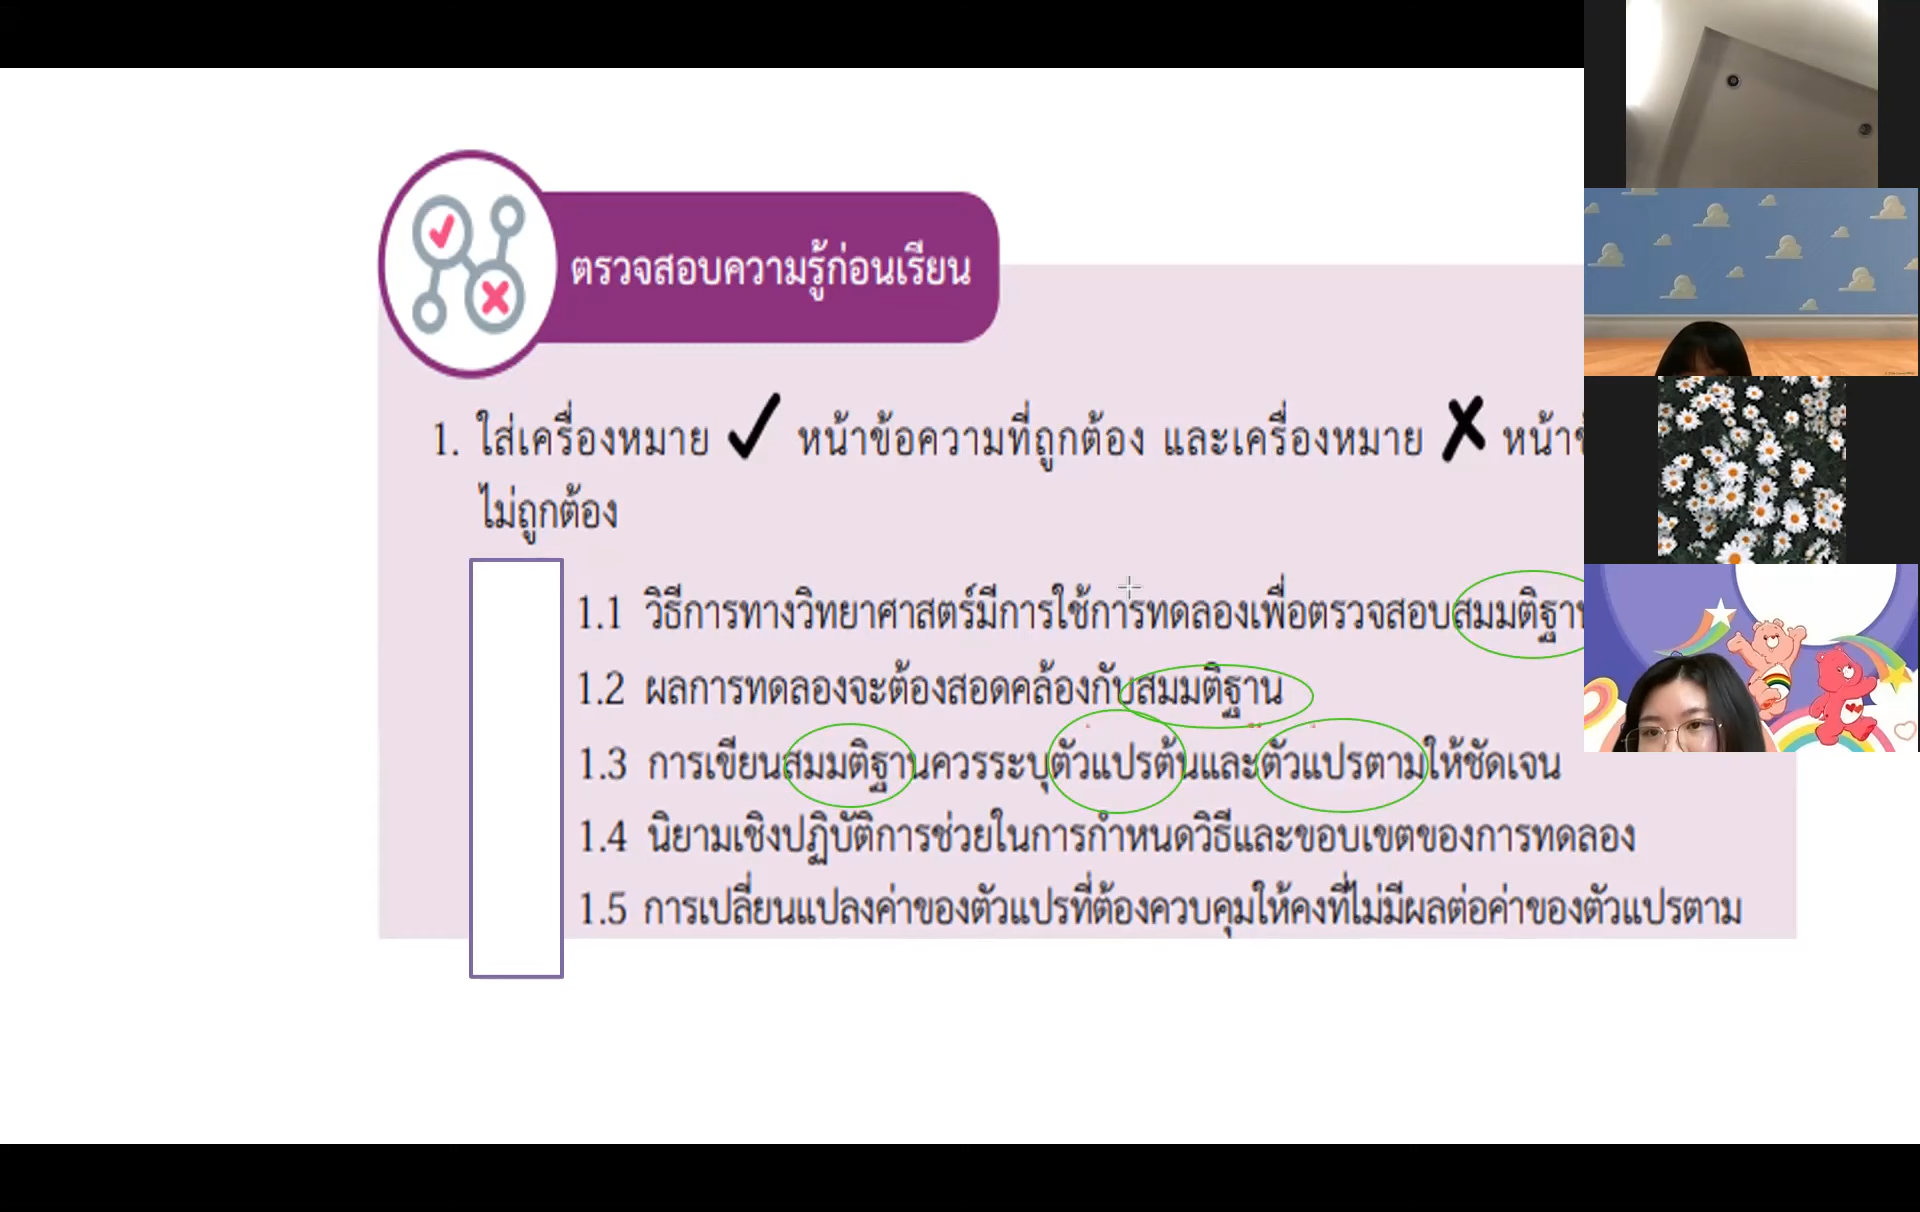 ตรวจสอบความรู้ก่อนเรียน
1. ใส่เครื่องหมาย ✓ หน้าข้อความที่ถูกต้อง และเครื่องหมาย ✗
ไม่ถูกต้อง
1.1 วิธีการทางวิทยาศาสตร์มีการใช้การทดลองเพื่อตรวจสอบสมมติฐาน
1.2 ผลการทดลองจะต้องสอดคล้องกับสมมติฐาน
1.3 การเขียนสมมติฐานควรระบุตัวแปรต้นและตัวแปรตามให้ชัดเจน
1.4 นิยามเชิงปฏิบัติการช่วยในการกำหนดวิธีและขอบเขตของการทดลอง
1.5 การเปลี่ยนแปลงค่าของตัวแปรที่ต้องควบคุมให้คงที่ไม่มีผลต่อค่าของตัวแปรตาม